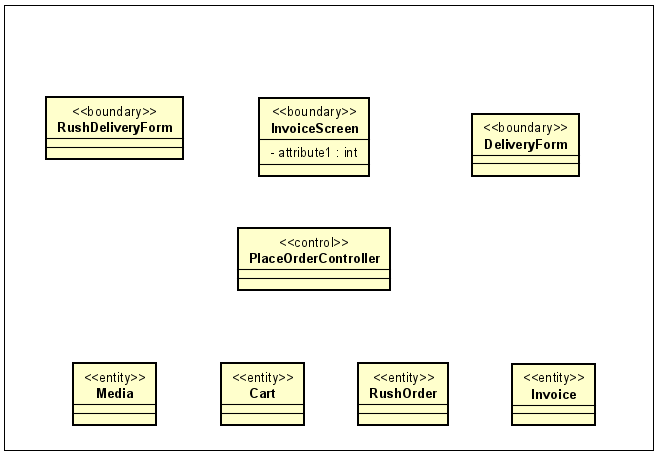 <<boundary>>
RushDeliveryForm
<<boundary>>
InvoiceScreen
- attribute1 : int
<<boundary>>
DeliveryForm
<<control>>
PlaceOrderController
<<entity>>
Media
<<entity>>
Cart
<<entity>>
RushOrder
<<entity>>
Invoice